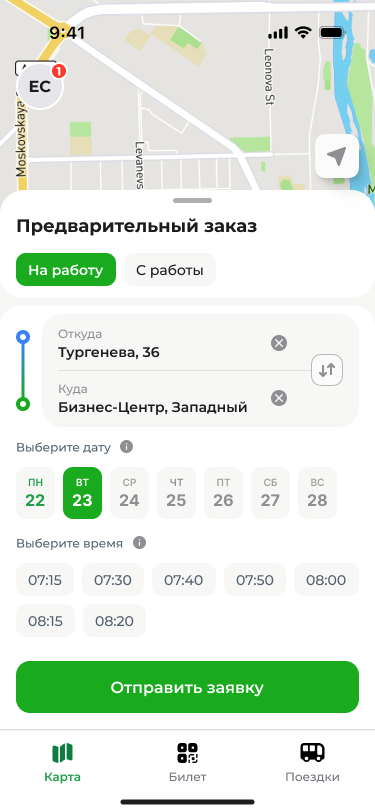 9:41
EC
1
Moskovskaya
Levanevs
Leonova St
Предварительный заказ
На работу
С работы
Откуда
Тургенева, 36
Куда
Бизнес-Центр, Западный
Выберите дату
ПН ВТ СР ЧТ ПТ СБ ВС
22 23 24 25 26 27 28
Выберите время
07:15 07:30 07:40 07:50 08:00
08:15 08:20
Отправить заявку
Карта Билет Поездки